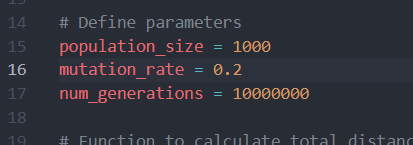 14 # Define parameters
15 population_size = 1000
16 mutation_rate = 0.2
17 num_generations = 10000000
18
19 # Function to calculate total distanc